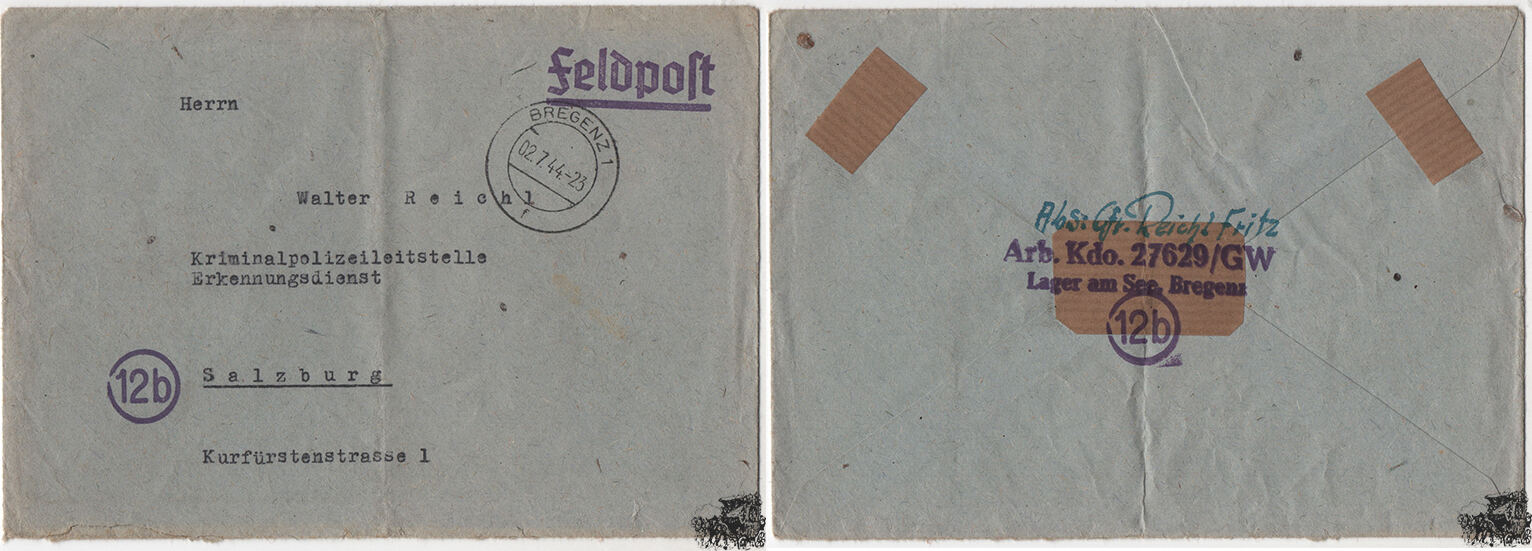 Feldpost
Herrn
BREGENZ 1
02.7.44.-23
f
Walter Reichl
Kriminalpolizeileitstelle
Erkennungsdienst
12b
Salzburg
Kurfürstenstrasse 1
Abs: Gfr. Reichl Fritz
Arb. Kdo. 27629/GW
Lager am See, Bregenz
12b